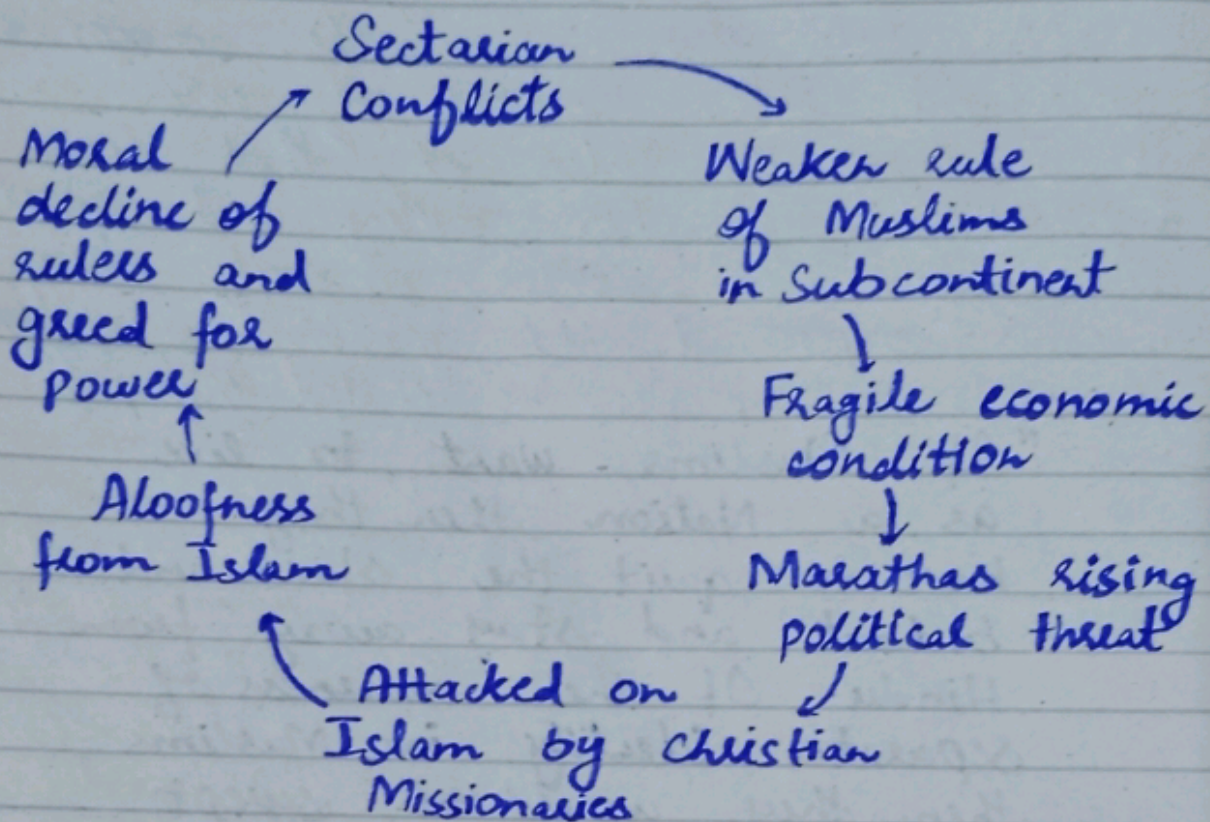 Sectarian
Conflicts
Weaker rule
of Muslims
in Subcontinent
Fragile economic
condition
Marathas rising
political threat
Attacked on
Islam by Christian
Missionaries
Aloofness
from Islam
Moral
decline of
rulers and
greed for
power